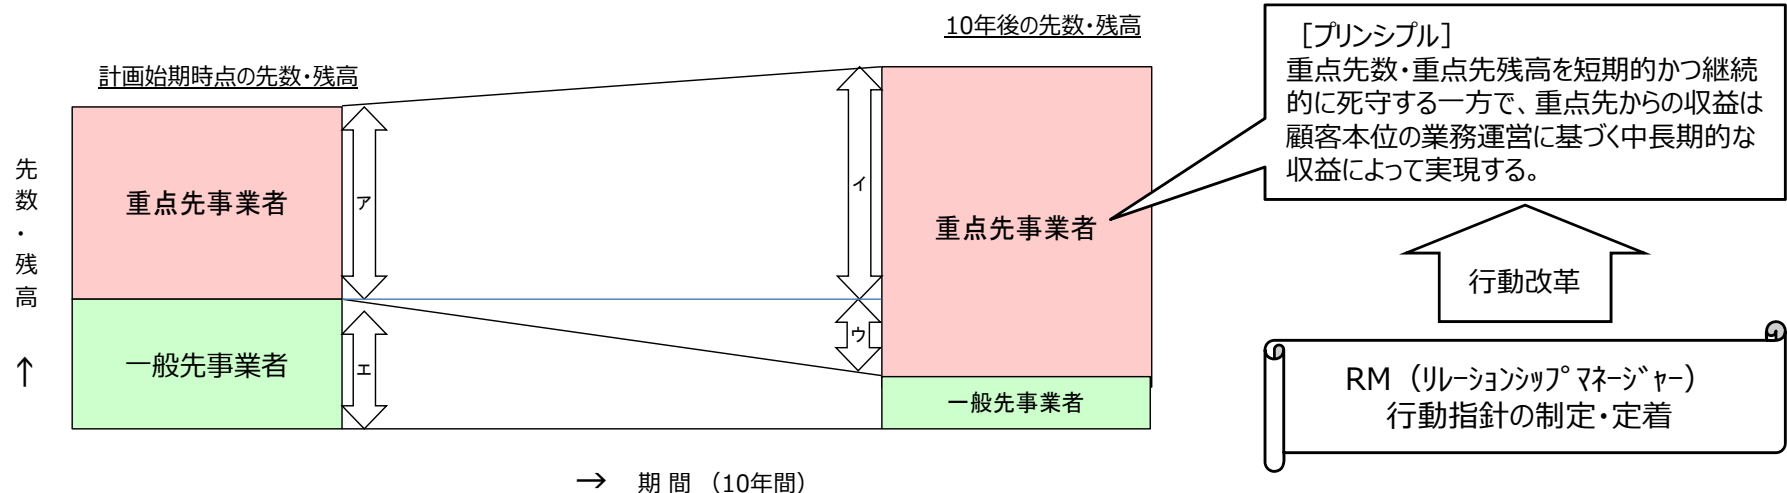 10年後の先数・残高
計画始期時点の先数・残高
［プリンシプル］
重点先数・重点先残高を短期的かつ継続
的に死守する一方で、重点先からの収益は
顧客本位の業務運営に基づく中長期的な
収益によって実現する。
先数・残高
↑
重点先事業者
ア
イ
重点先事業者
行動改革
一般先事業者
エ
ウ
一般先事業者
RM（ﾘﾚｰｼｮﾝｼｯﾌﾟﾏﾈｰｼﾞｬｰ）
行動指針の制定・定着
→ 期 間 （10年間）